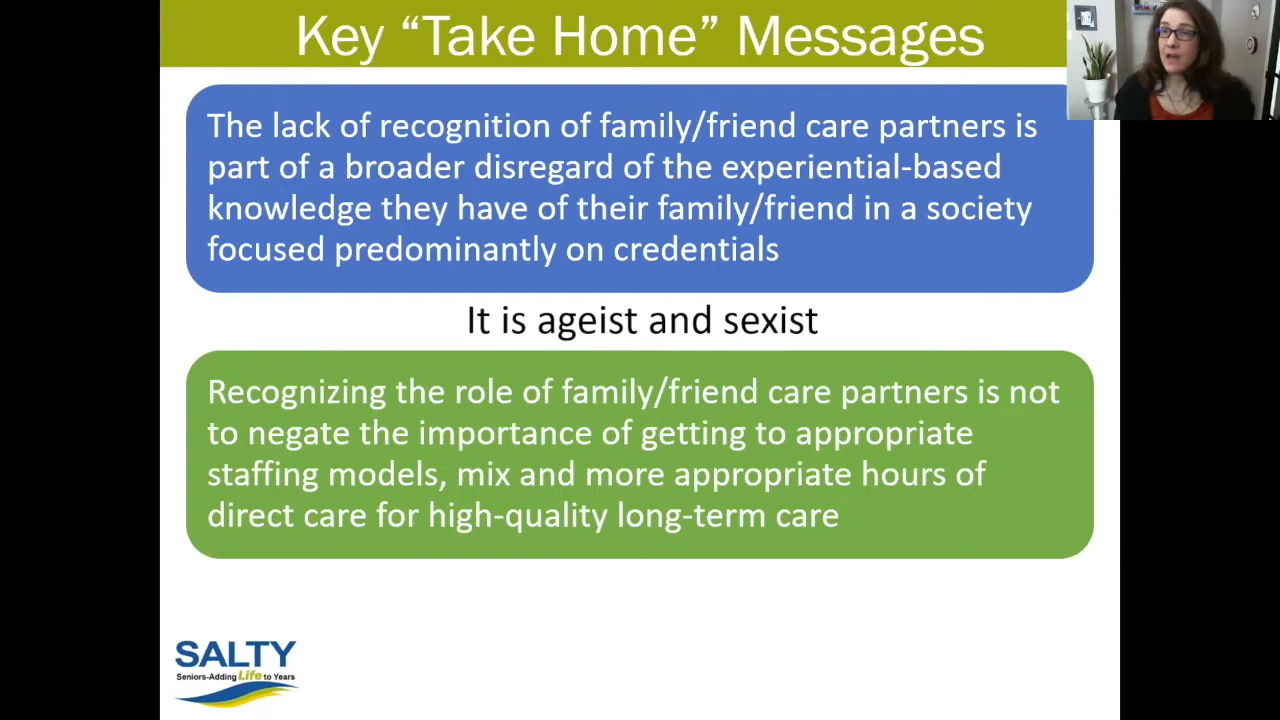 Key “Take Home” Messages
The lack of recognition of family/friend care partners is
part of a broader disregard of the experiential-based
knowledge they have of their family/friend in a society
focused predominantly on credentials
It is ageist and sexist
Recognizing the role of family/friend care partners is not
to negate the importance of getting to appropriate
staffing models, mix and more appropriate hours of
direct care for high-quality long-term care
SALTY
Seniors-Adding Life to Years